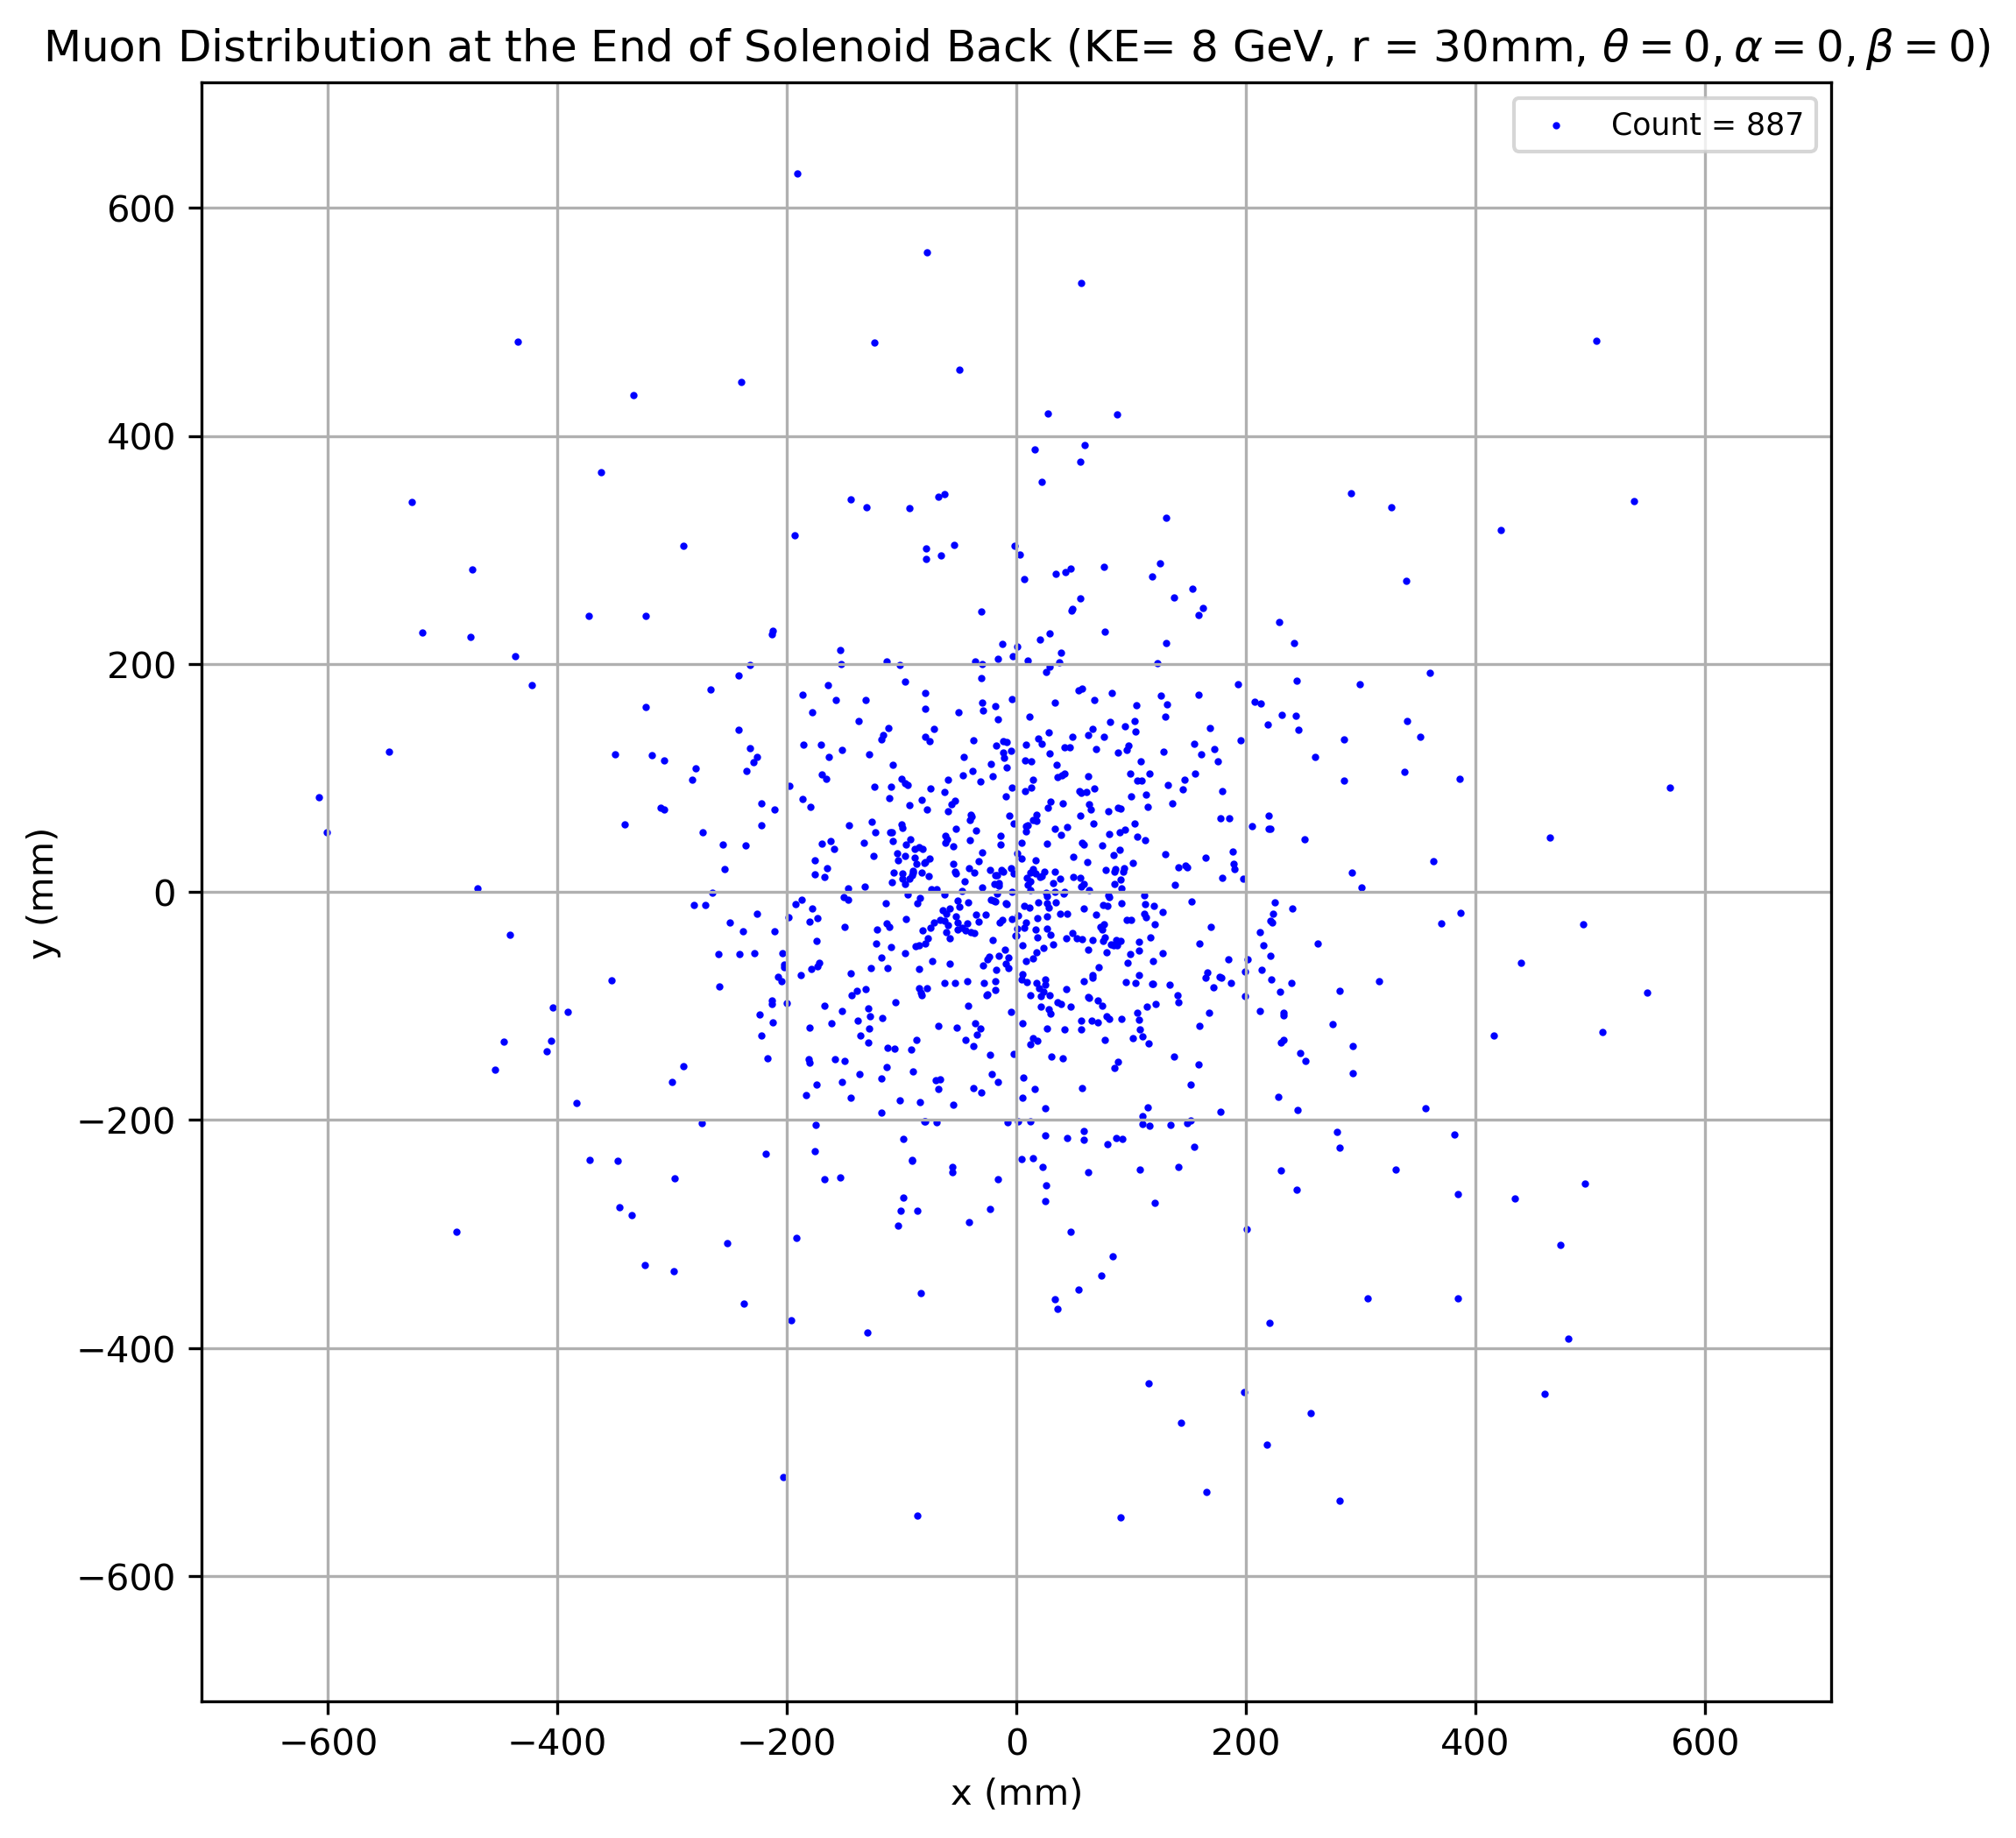 Muon Distribution at the End of Solenoid Back (KE= 8 GeV, r = 30mm, θ = 0, α = 0, β = 0)
Count = 887
600
400
200
0
−200
−400
−600
y (mm)
−600 −400 −200 0 200 400 600
x (mm)